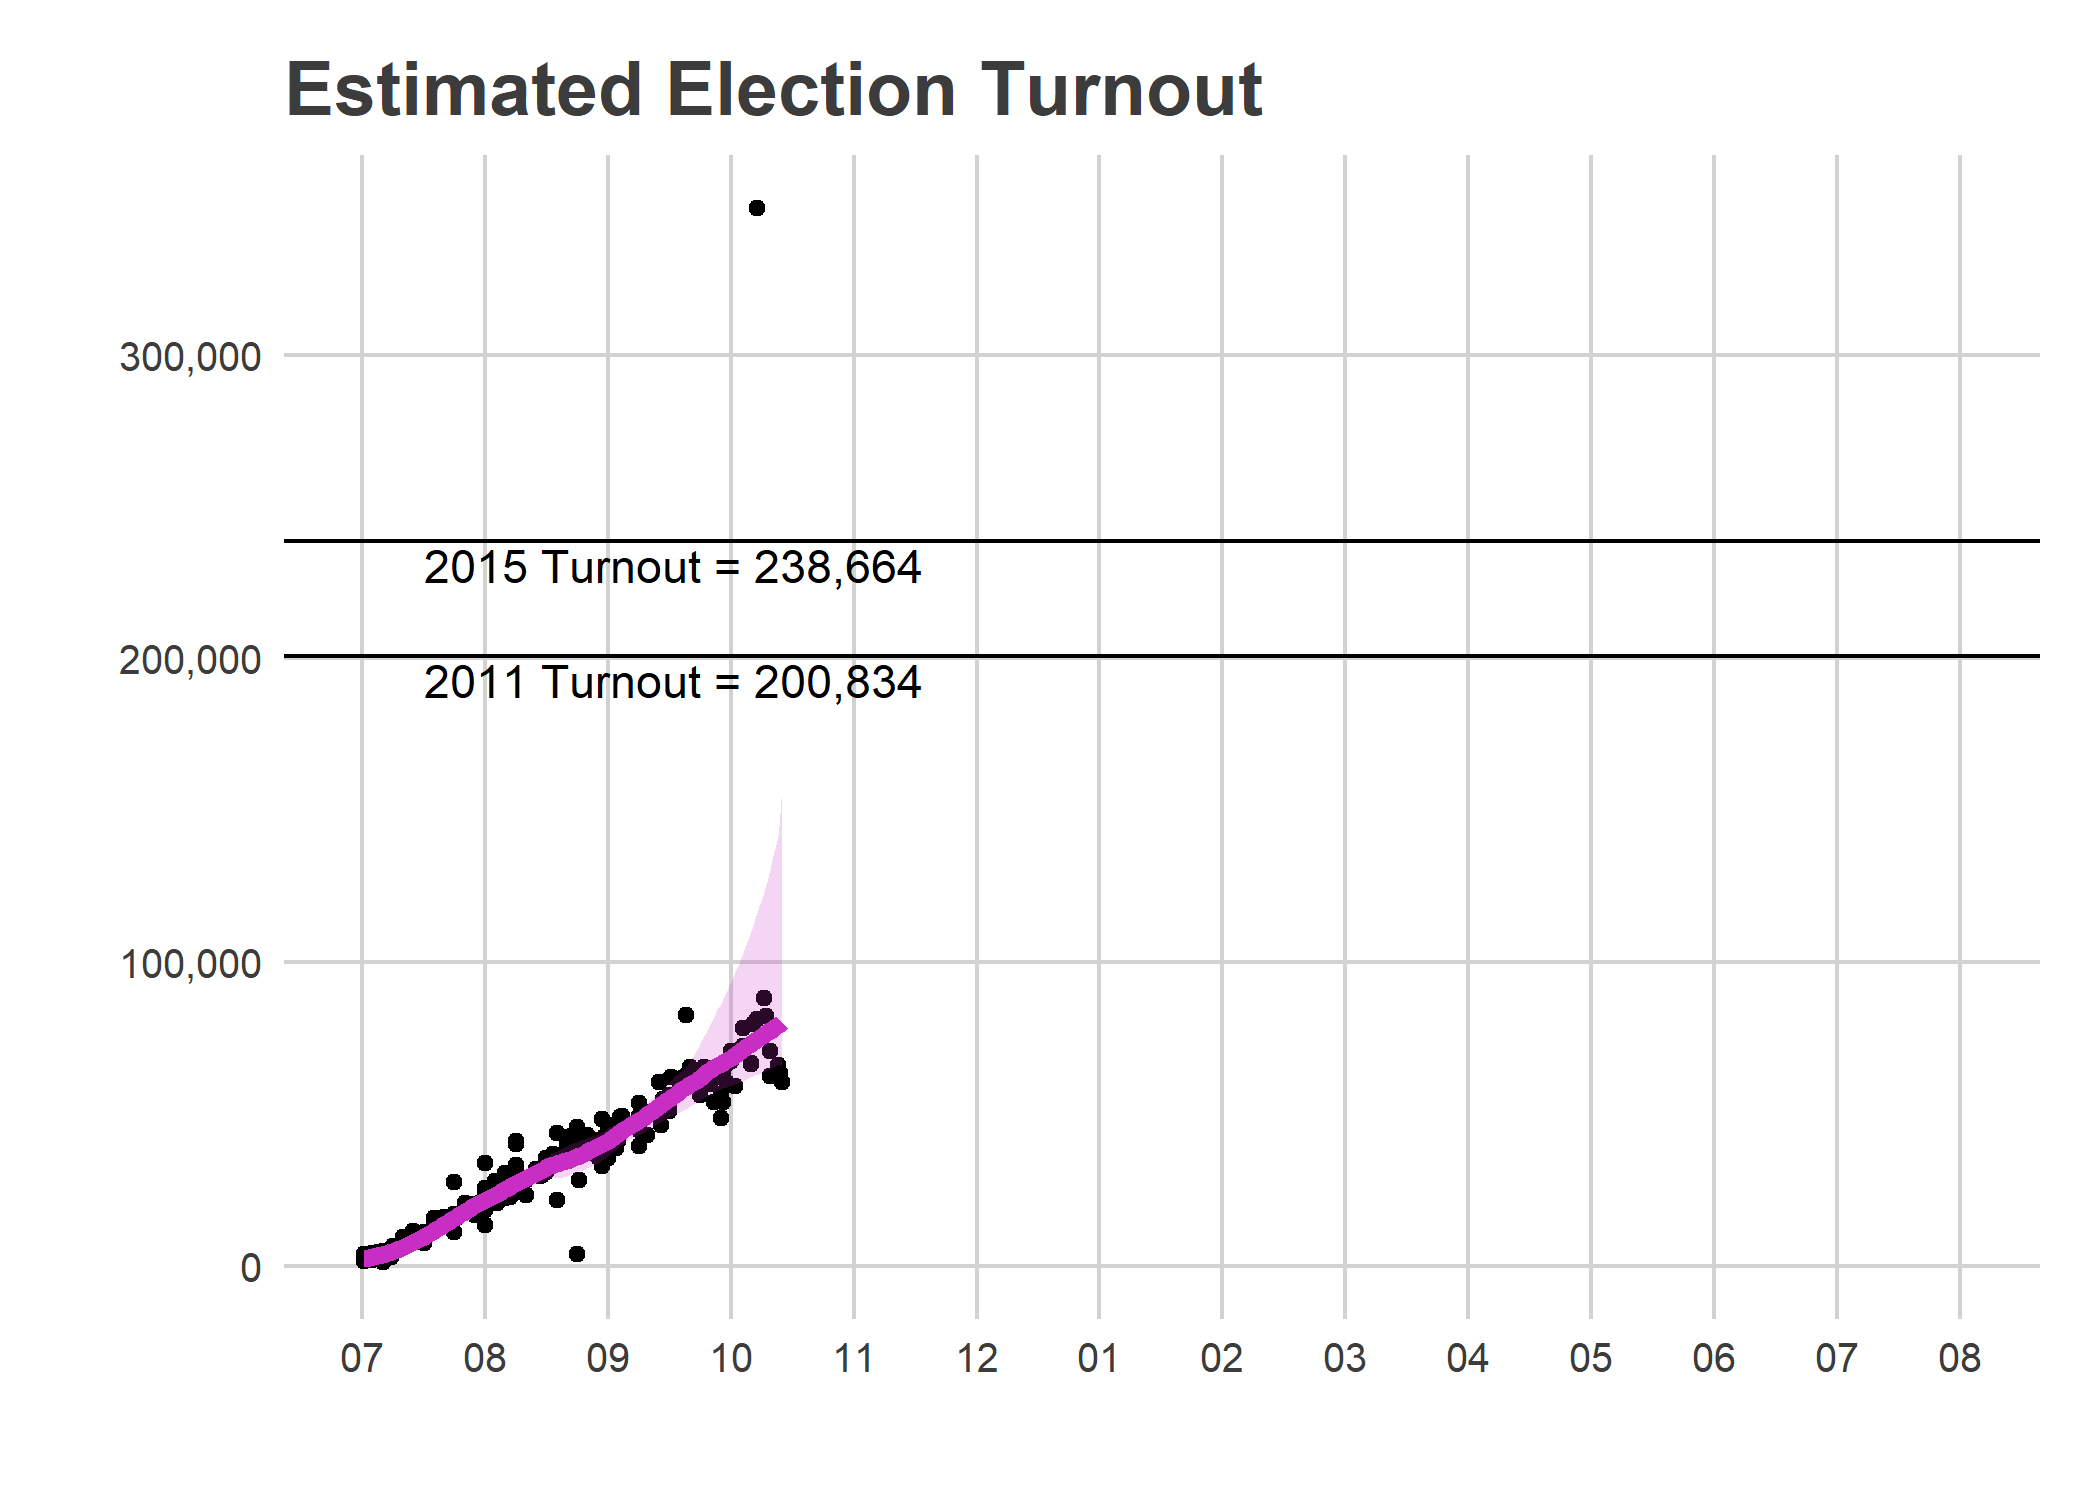 Estimated Election Turnout
300,000
2015 Turnout = 238,664
200,000
2011 Turnout = 200,834
100,000
0
07 08 09 10 11 12 01 02 03 04 05 06 07 08